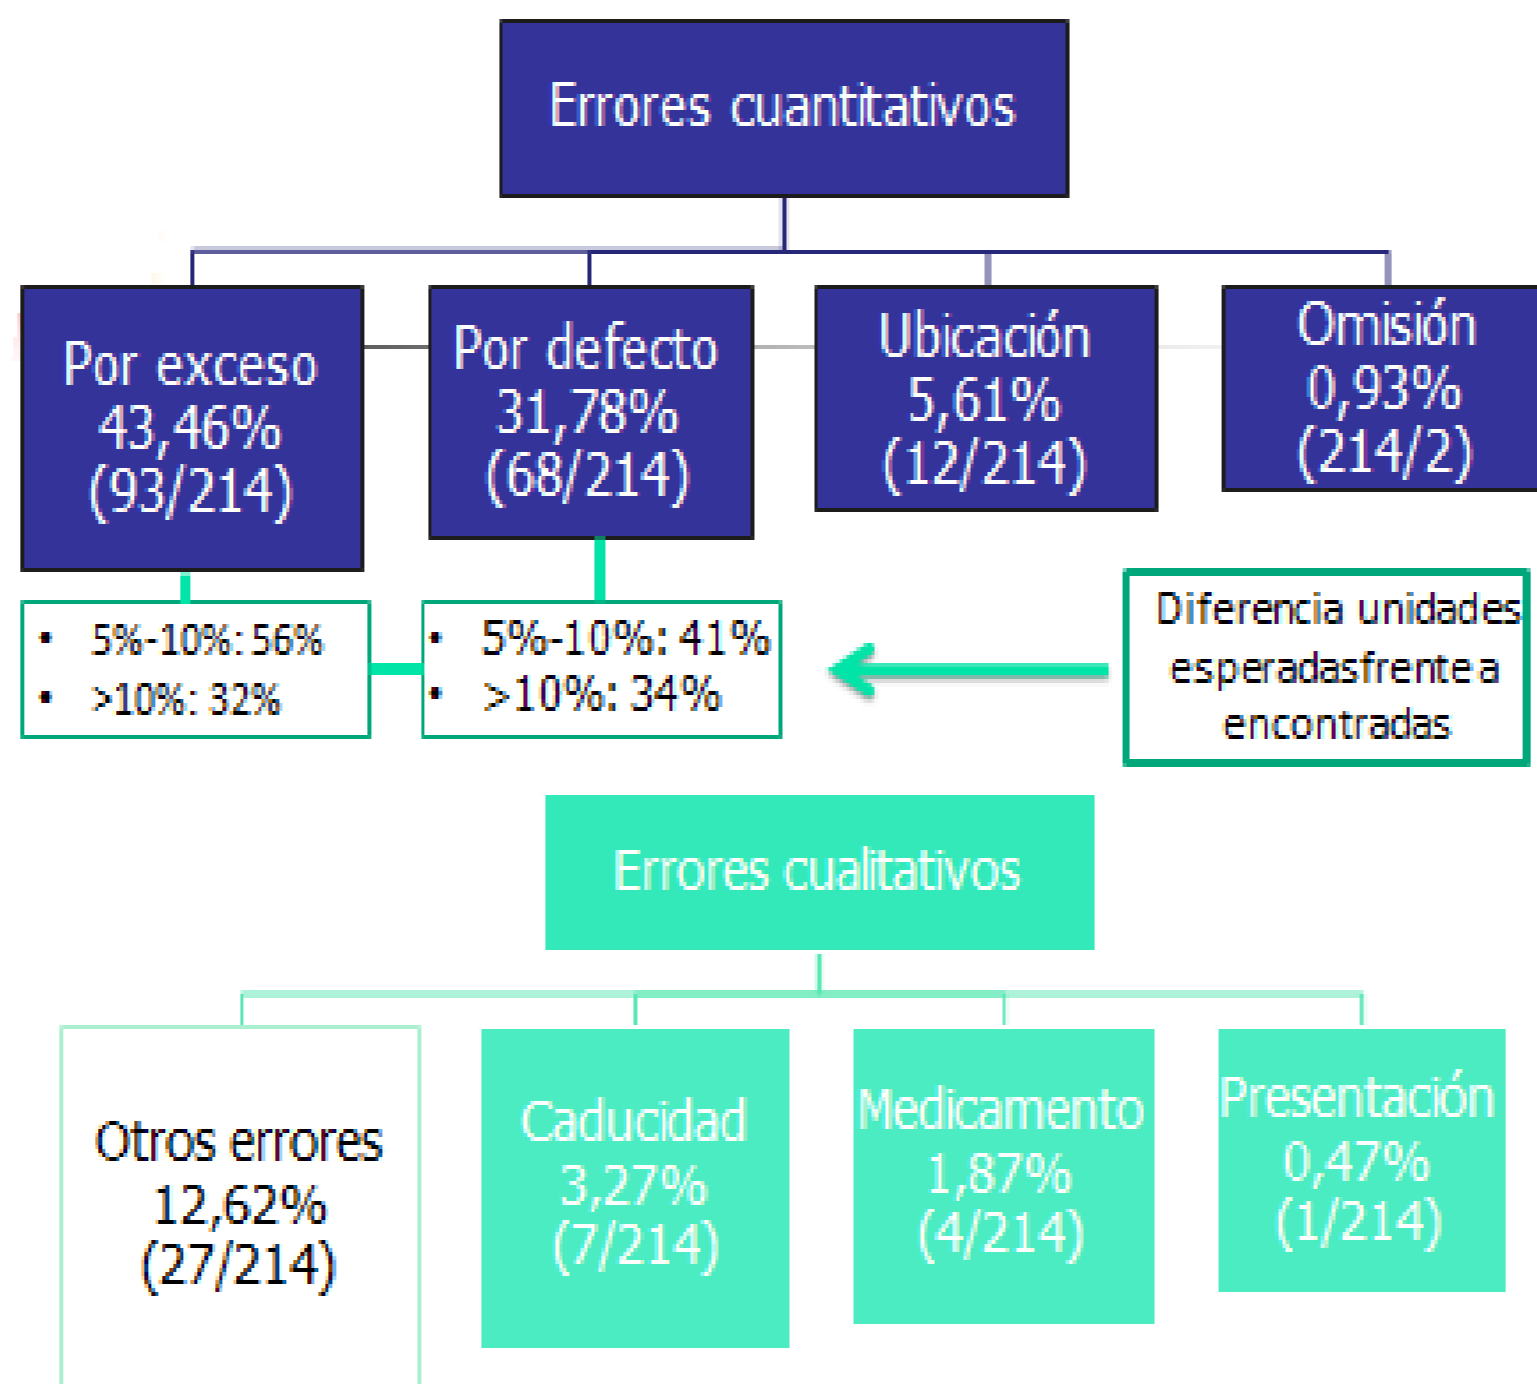 Errores cuantitativos
Por exceso
43,46%
(93/214)
Por defecto
31,78%
(68/214)
Ubicación
5,61%
(12/214)
Omisión
0,93%
(214/2)
• 5%-10%: 56%
• >10%: 32%
• 5%-10%: 41%
• >10%: 34%
Diferencia unidades
esperadasfrente a
encontradas
Errores cualitativos
Otros errores
12,62%
(27/214)
Caducidad
3,27%
(7/214)
Medicamento
1,87%
(4/214)
Presentación
0,47%
(1/214)